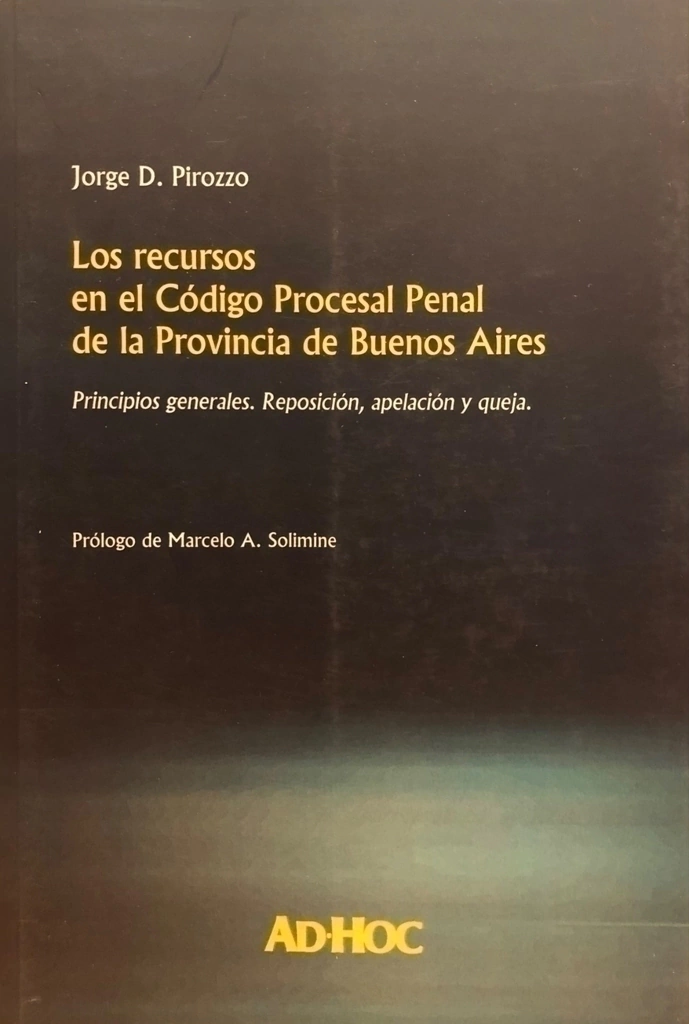 Jorge D. Pirozzo
Los recursos
en el Código Procesal Penal
de la Provincia de Buenos Aires
Principios generales. Reposición, apelación y queja.
Prólogo de Marcelo A. Solimine
AD·HOC